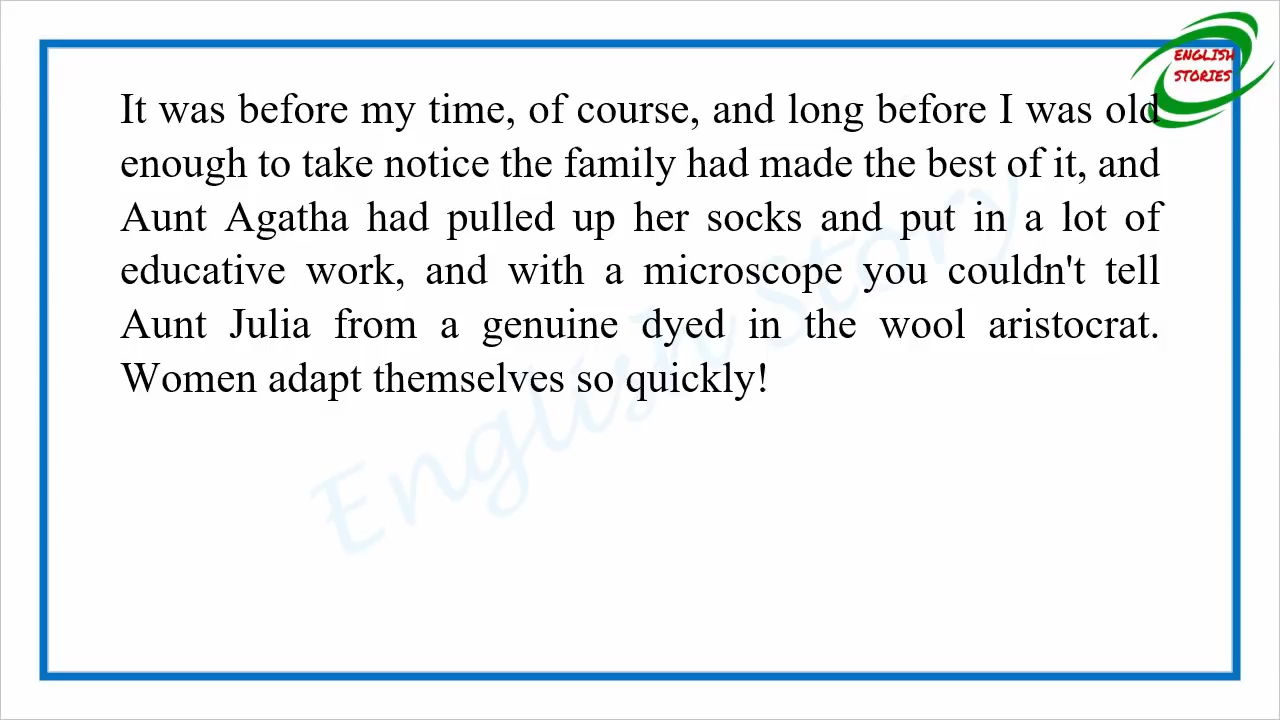 ENGLISH
STORIES
It was before my time, of course, and long before I was old
enough to take notice the family had made the best of it, and
Aunt Agatha had pulled up her socks and put in a lot of
educative work, and with a microscope you couldn't tell
Aunt Julia from a genuine dyed in the wool aristocrat.
Women adapt themselves so quickly!
English Story